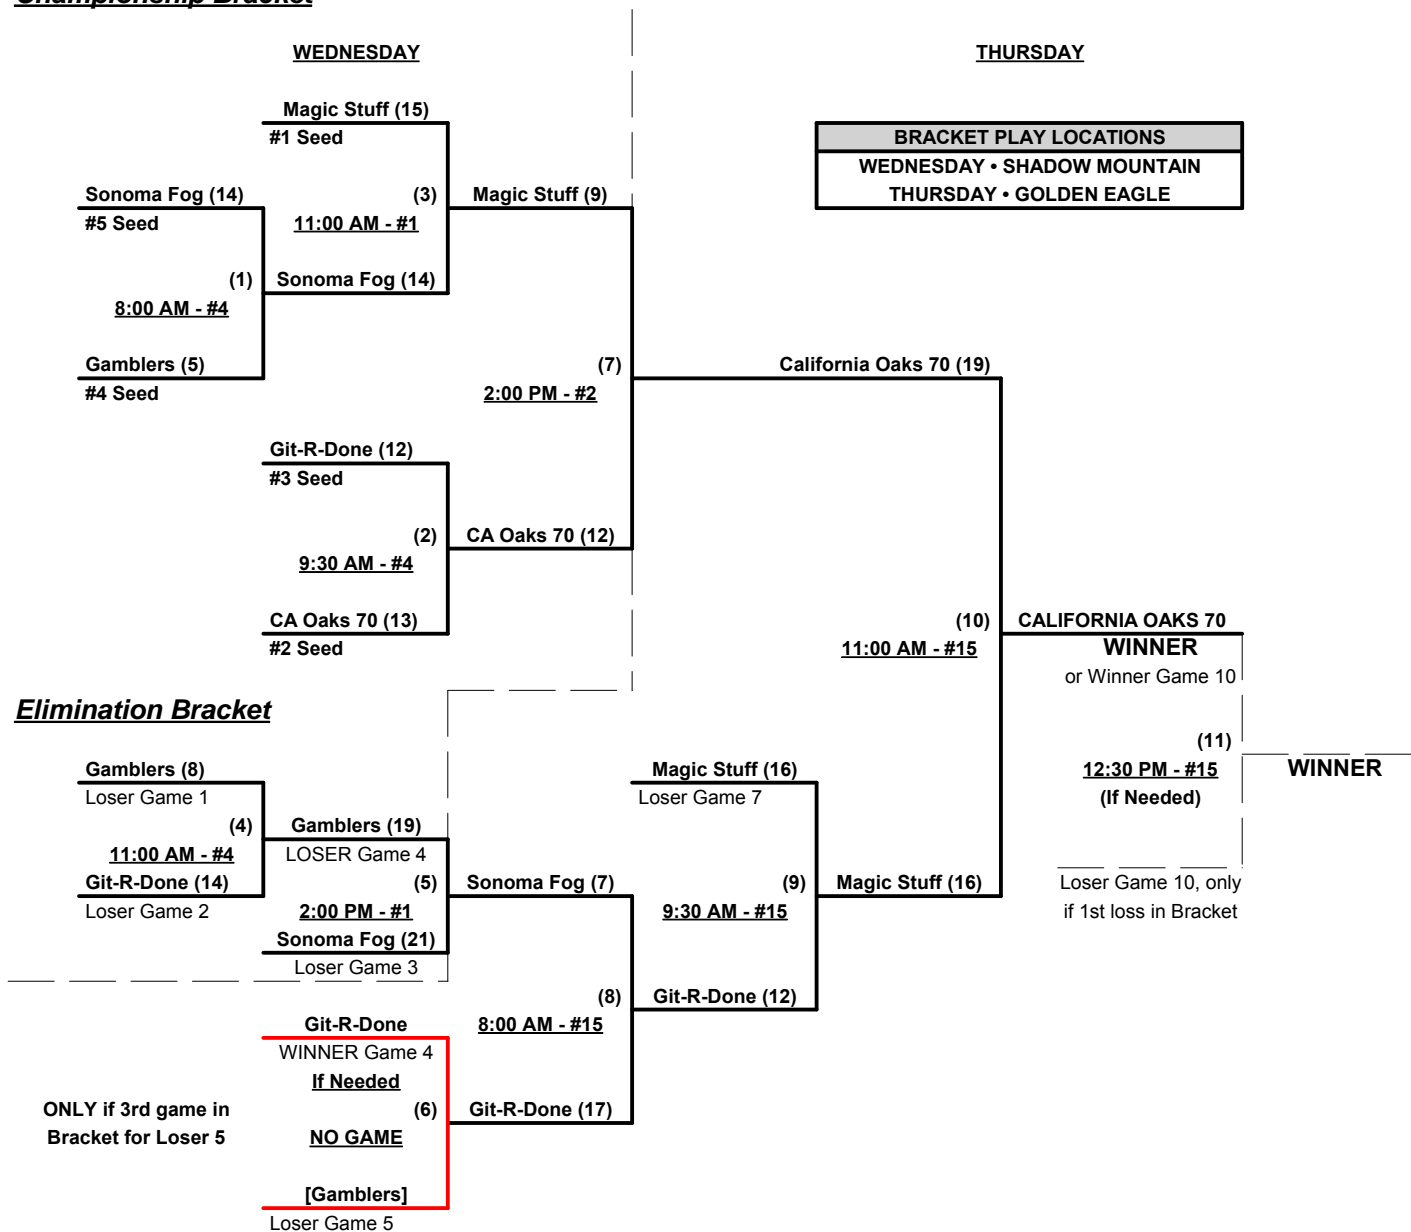 Championship Bracket
WEDNESDAY
THURSDAY
Magic Stuff (15)
#1 Seed
BRACKET PLAY LOCATIONS
WEDNESDAY • SHADOW MOUNTAIN
THURSDAY • GOLDEN EAGLE
Sonoma Fog (14)
#5 Seed
(3)
11:00 AM - #1
Magic Stuff (9)
(1)
8:00 AM - #4
Sonoma Fog (14)
Gamblers (5)
#4 Seed
(7)
2:00 PM - #2
California Oaks 70 (19)
Git-R-Done (12)
#3 Seed
(2)
9:30 AM - #4
CA Oaks 70 (12)
CA Oaks 70 (13)
#2 Seed
(10)
11:00 AM - #15
CALIFORNIA OAKS 70
WINNER
or Winner Game 10
Elimination Bracket
(11)
12:30 PM - #15
(If Needed)
WINNER
Gamblers (8)
Loser Game 1
Magic Stuff (16)
Loser Game 7
(4)
11:00 AM - #4
Gamblers (19)
LOSER Game 4
Git-R-Done (14)
Loser Game 2
(5)
2:00 PM - #1
Sonoma Fog (7)
(9)
9:30 AM - #15
Magic Stuff (16)
Loser Game 10, only
if 1st loss in Bracket
Sonoma Fog (21)
Loser Game 3
(8)
8:00 AM - #15
Git-R-Done (12)
Git-R-Done
WINNER Game 4
If Needed
ONLY if 3rd game in
Bracket for Loser 5
(6)
NO GAME
Git-R-Done (17)
[Gamblers]
Loser Game 5